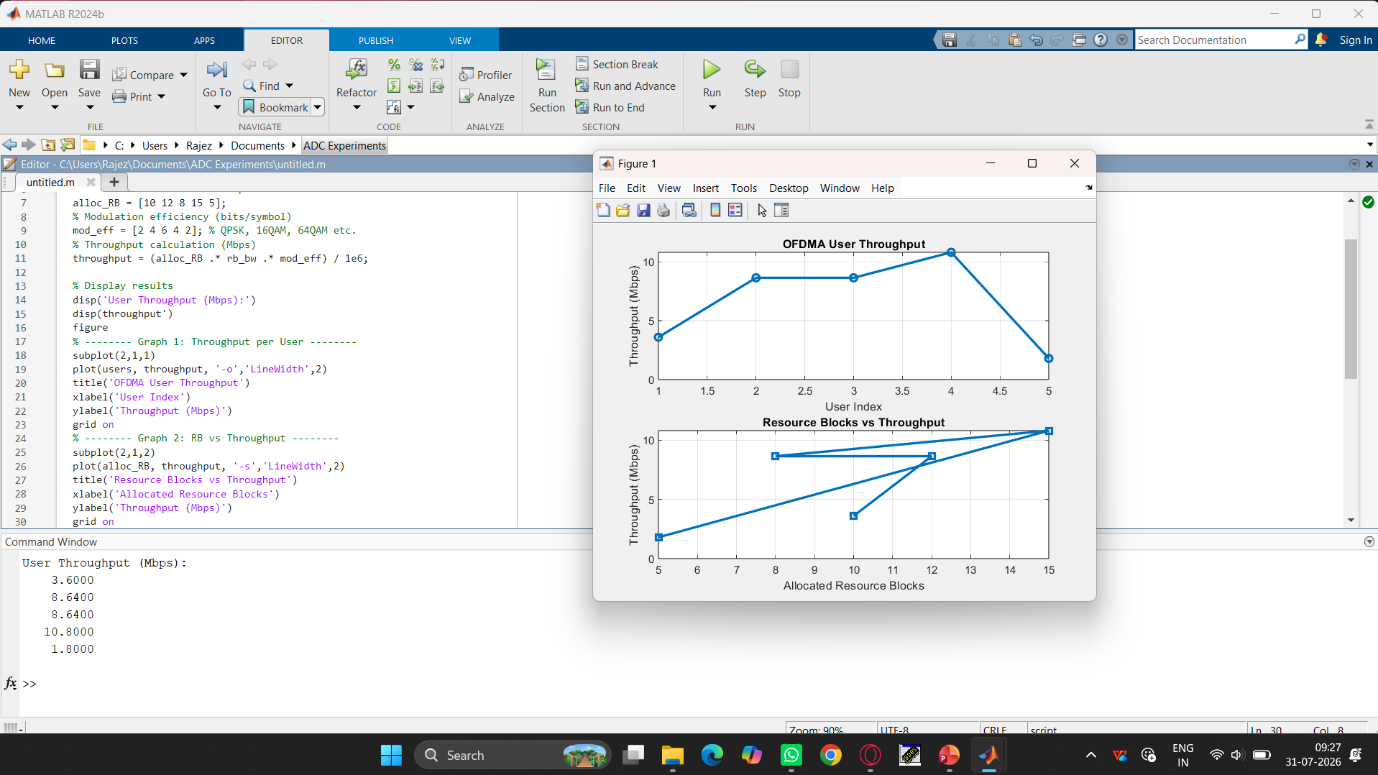 MATLAB R2024b
HOME PLOTS APPS EDITOR PUBLISH VIEW
Search Documentation
Sign In
New Open Save
Compare
Print
FILE
Go To
Find
Bookmark
NAVIGATE
Refactor
CODE
Profiler
Analyze
ANALYZE
Run Section
Section Break
Run and Advance
Run to End
SECTION
Run Step Stop
RUN
C: Users Rajez Documents ADC Experiments
Editor - C:\Users\Rajez\Documents\ADC Experiments\untitled.m
untitled.m
7 alloc_RB = [10 12 8 15 5];
8 % Modulation efficiency (bits/symbol)
9 mod_eff = [2 4 6 4 2]; % QPSK, 16QAM, 64QAM etc.
10 % Throughput calculation (Mbps)
11 throughput = (alloc_RB .* rb_bw .* mod_eff) / 1e6;
12
13 % Display results
14 disp('User Throughput (Mbps):')
15 disp(throughput')
16 figure
17 % -------- Graph 1: Throughput per User --------
18 subplot(2,1,1)
19 plot(users, throughput, '-o','LineWidth',2)
20 title('OFDMA User Throughput')
21 xlabel('User Index')
22 ylabel('Throughput (Mbps)')
23 grid on
24 % -------- Graph 2: RB vs Throughput --------
25 subplot(2,1,2)
26 plot(alloc_RB, throughput, '-s','LineWidth',2)
27 title('Resource Blocks vs Throughput')
28 xlabel('Allocated Resource Blocks')
29 ylabel('Throughput (Mbps)')
30 grid on
Figure 1
File Edit View Insert Tools Desktop Window Help
OFDMA User Throughput
Throughput (Mbps)
10
5
0
1 1.5 2 2.5 3 3.5 4 4.5 5
User Index
Resource Blocks vs Throughput
Throughput (Mbps)
10
5
0
5 6 7 8 9 10 11 12 13 14 15
Allocated Resource Blocks
Command Window
User Throughput (Mbps):
3.6000
8.6400
8.6400
10.8000
1.8000
fx >>
Zoom: 90% UTF-8 CRLF script Ln 30 Col 8
Search
ENG
IN
09:27
31-07-2026